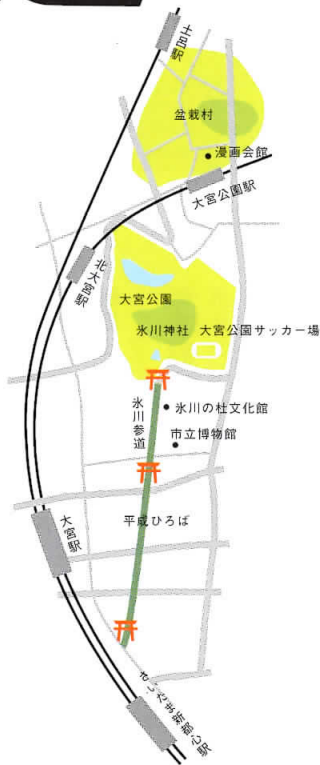 土呂駅
盆栽村
漫画会館
大宮公園駅
北大宮駅
大宮公園
氷川神社
大宮公園サッカー場
氷川参道
氷川の杜文化館
市立博物館
大宮駅
平成ひろば
さいたま新都心駅